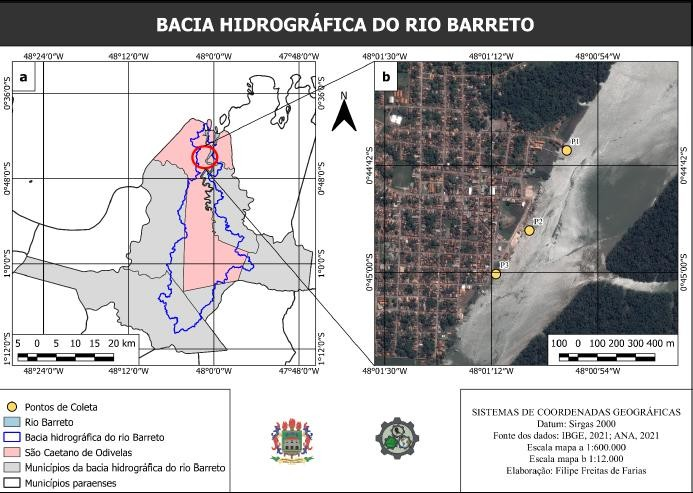 BACIA HIDROGRÁFICA DO RIO BARRETO
48°24'0"W 48°12'0"W 48°0'0"W 47°48'0"W
48°01'30"W 48°01'12"W 48°00'54"W
a
b
N
0°36'0"S 0°36'0"S
0°48'0"S 0°48'0"S
1°0'0"S 1°0'0"S
1°12'0"S 1°12'0"S
0°44'42"S 0°44'42"S
0°45'00"S 0°45'00"S
P1
P2
P3
5 0 5 10 15 20 km
100 0 100 200 300 400 m
48°24'0"W 48°12'0"W 48°0'0"W 47°48'0"W
48°01'30"W 48°01'12"W 48°00'54"W
Pontos de Coleta
Rio Barreto
Bacia hidrográfica do rio Barreto
São Caetano de Odivelas
Municípios da bacia hidrográfica do rio Barreto
Municípios paraenses
SISTEMAS DE COORDENADAS GEOGRÁFICAS
Datum: Sirgas 2000
Fonte dos dados: IBGE, 2021; ANA, 2021
Escala mapa a 1:600.000
Escala mapa b 1:12.000
Elaboração: Filipe Freitas de Farias